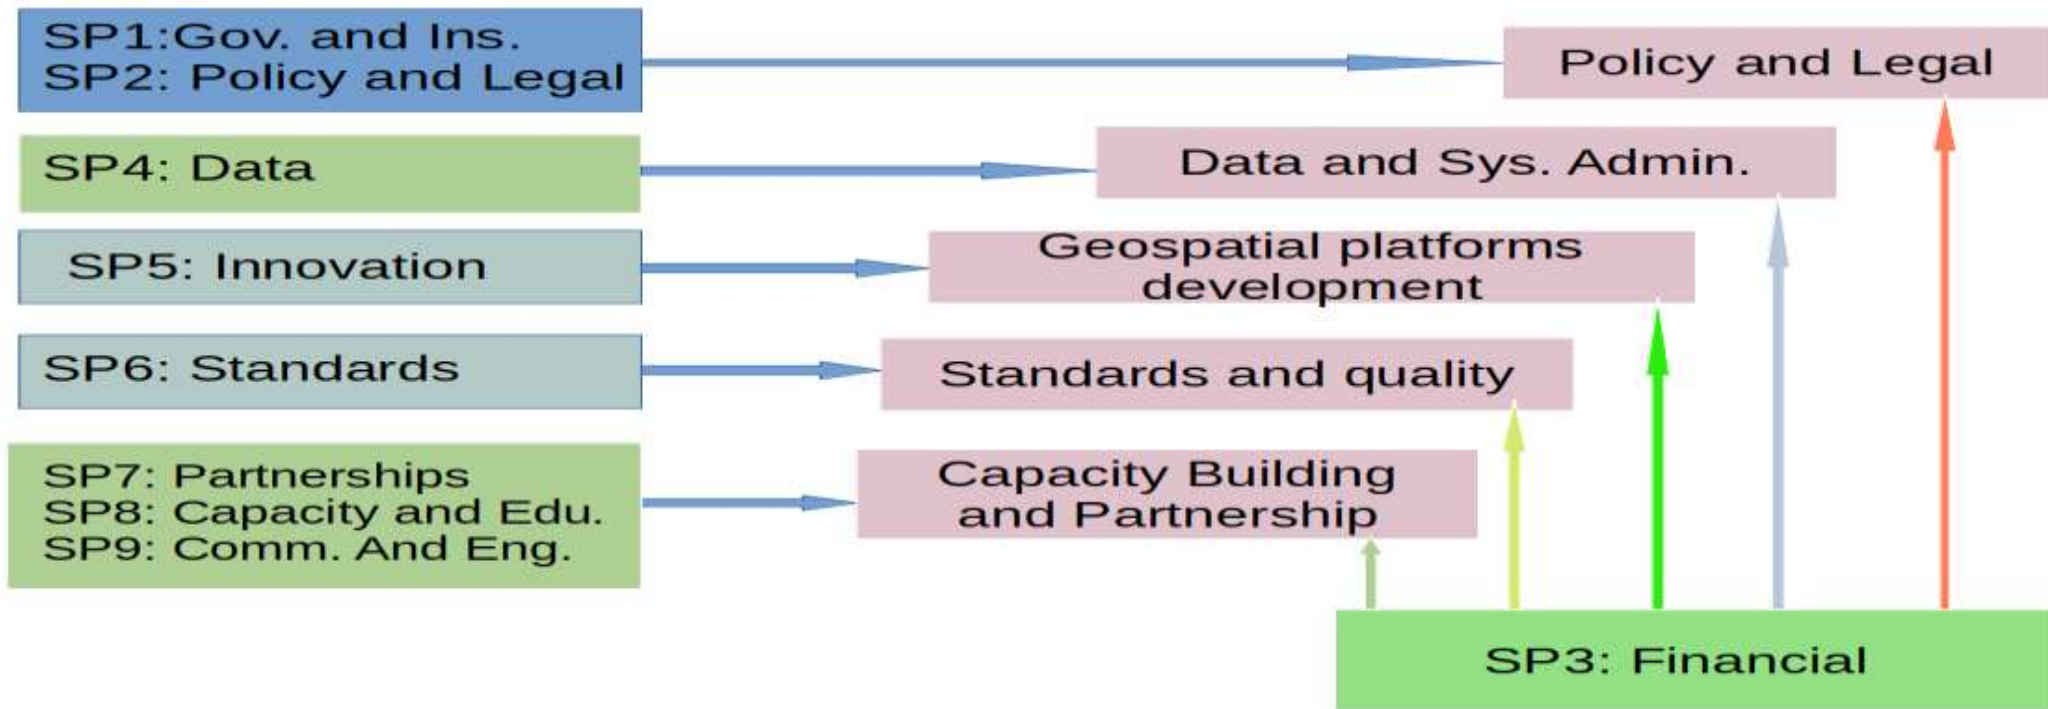 SP1:Gov. and Ins.
SP2: Policy and Legal
Policy and Legal
SP4: Data
Data and Sys. Admin.
SP5: Innovation
Geospatial platforms
development
SP6: Standards
Standards and quality
SP7: Partnerships
SP8: Capacity and Edu.
SP9: Comm. And Eng.
Capacity Building
and Partnership
SP3: Financial